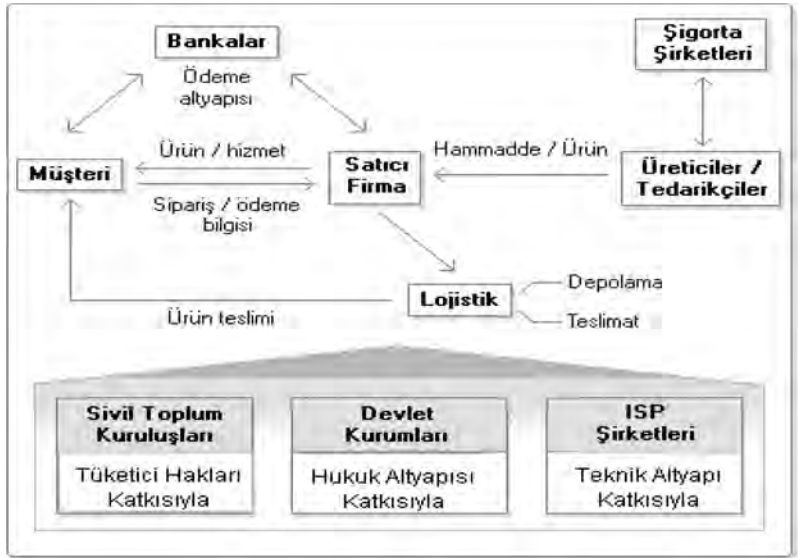 Bankalar
Şigorta
Şirketleri
Ödeme
altyapısı
Ürün / hizmet
Müşteri
Satıcı
Firma
Hammadde / Ürün
Üreticiler /
Tedarikçiler
Sipariş / ödeme
bilgisi
Lojistik
Depolama
Teslimat
Ürün teslimi
Sivil Toplum
Kuruluşları
Tüketici Hakları
Katkısıyla
Devlet
Kurumları
Hukuk Altyapısı
Katkısıyla
ISP
Şirketleri
Teknik Altyapı
Katkısıyla